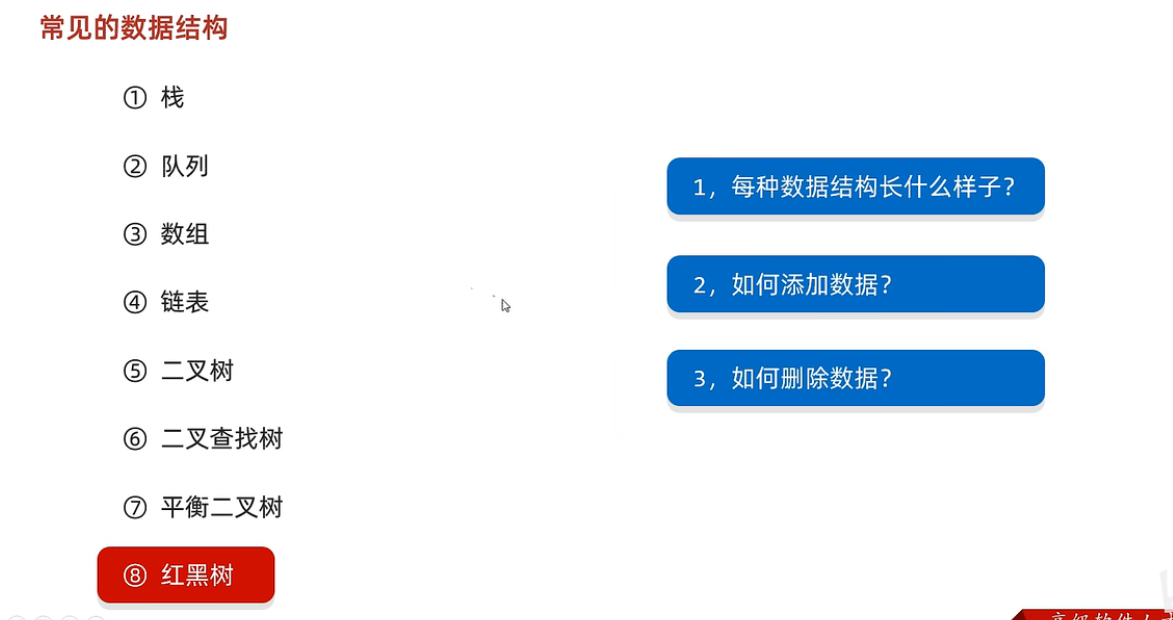 常见的数据结构
① 栈
② 队列
③ 数组
④ 链表
⑤ 二叉树
⑥ 二叉查找树
⑦ 平衡二叉树
⑧ 红黑树
1，每种数据结构长什么样子？
2，如何添加数据？
3，如何删除数据？